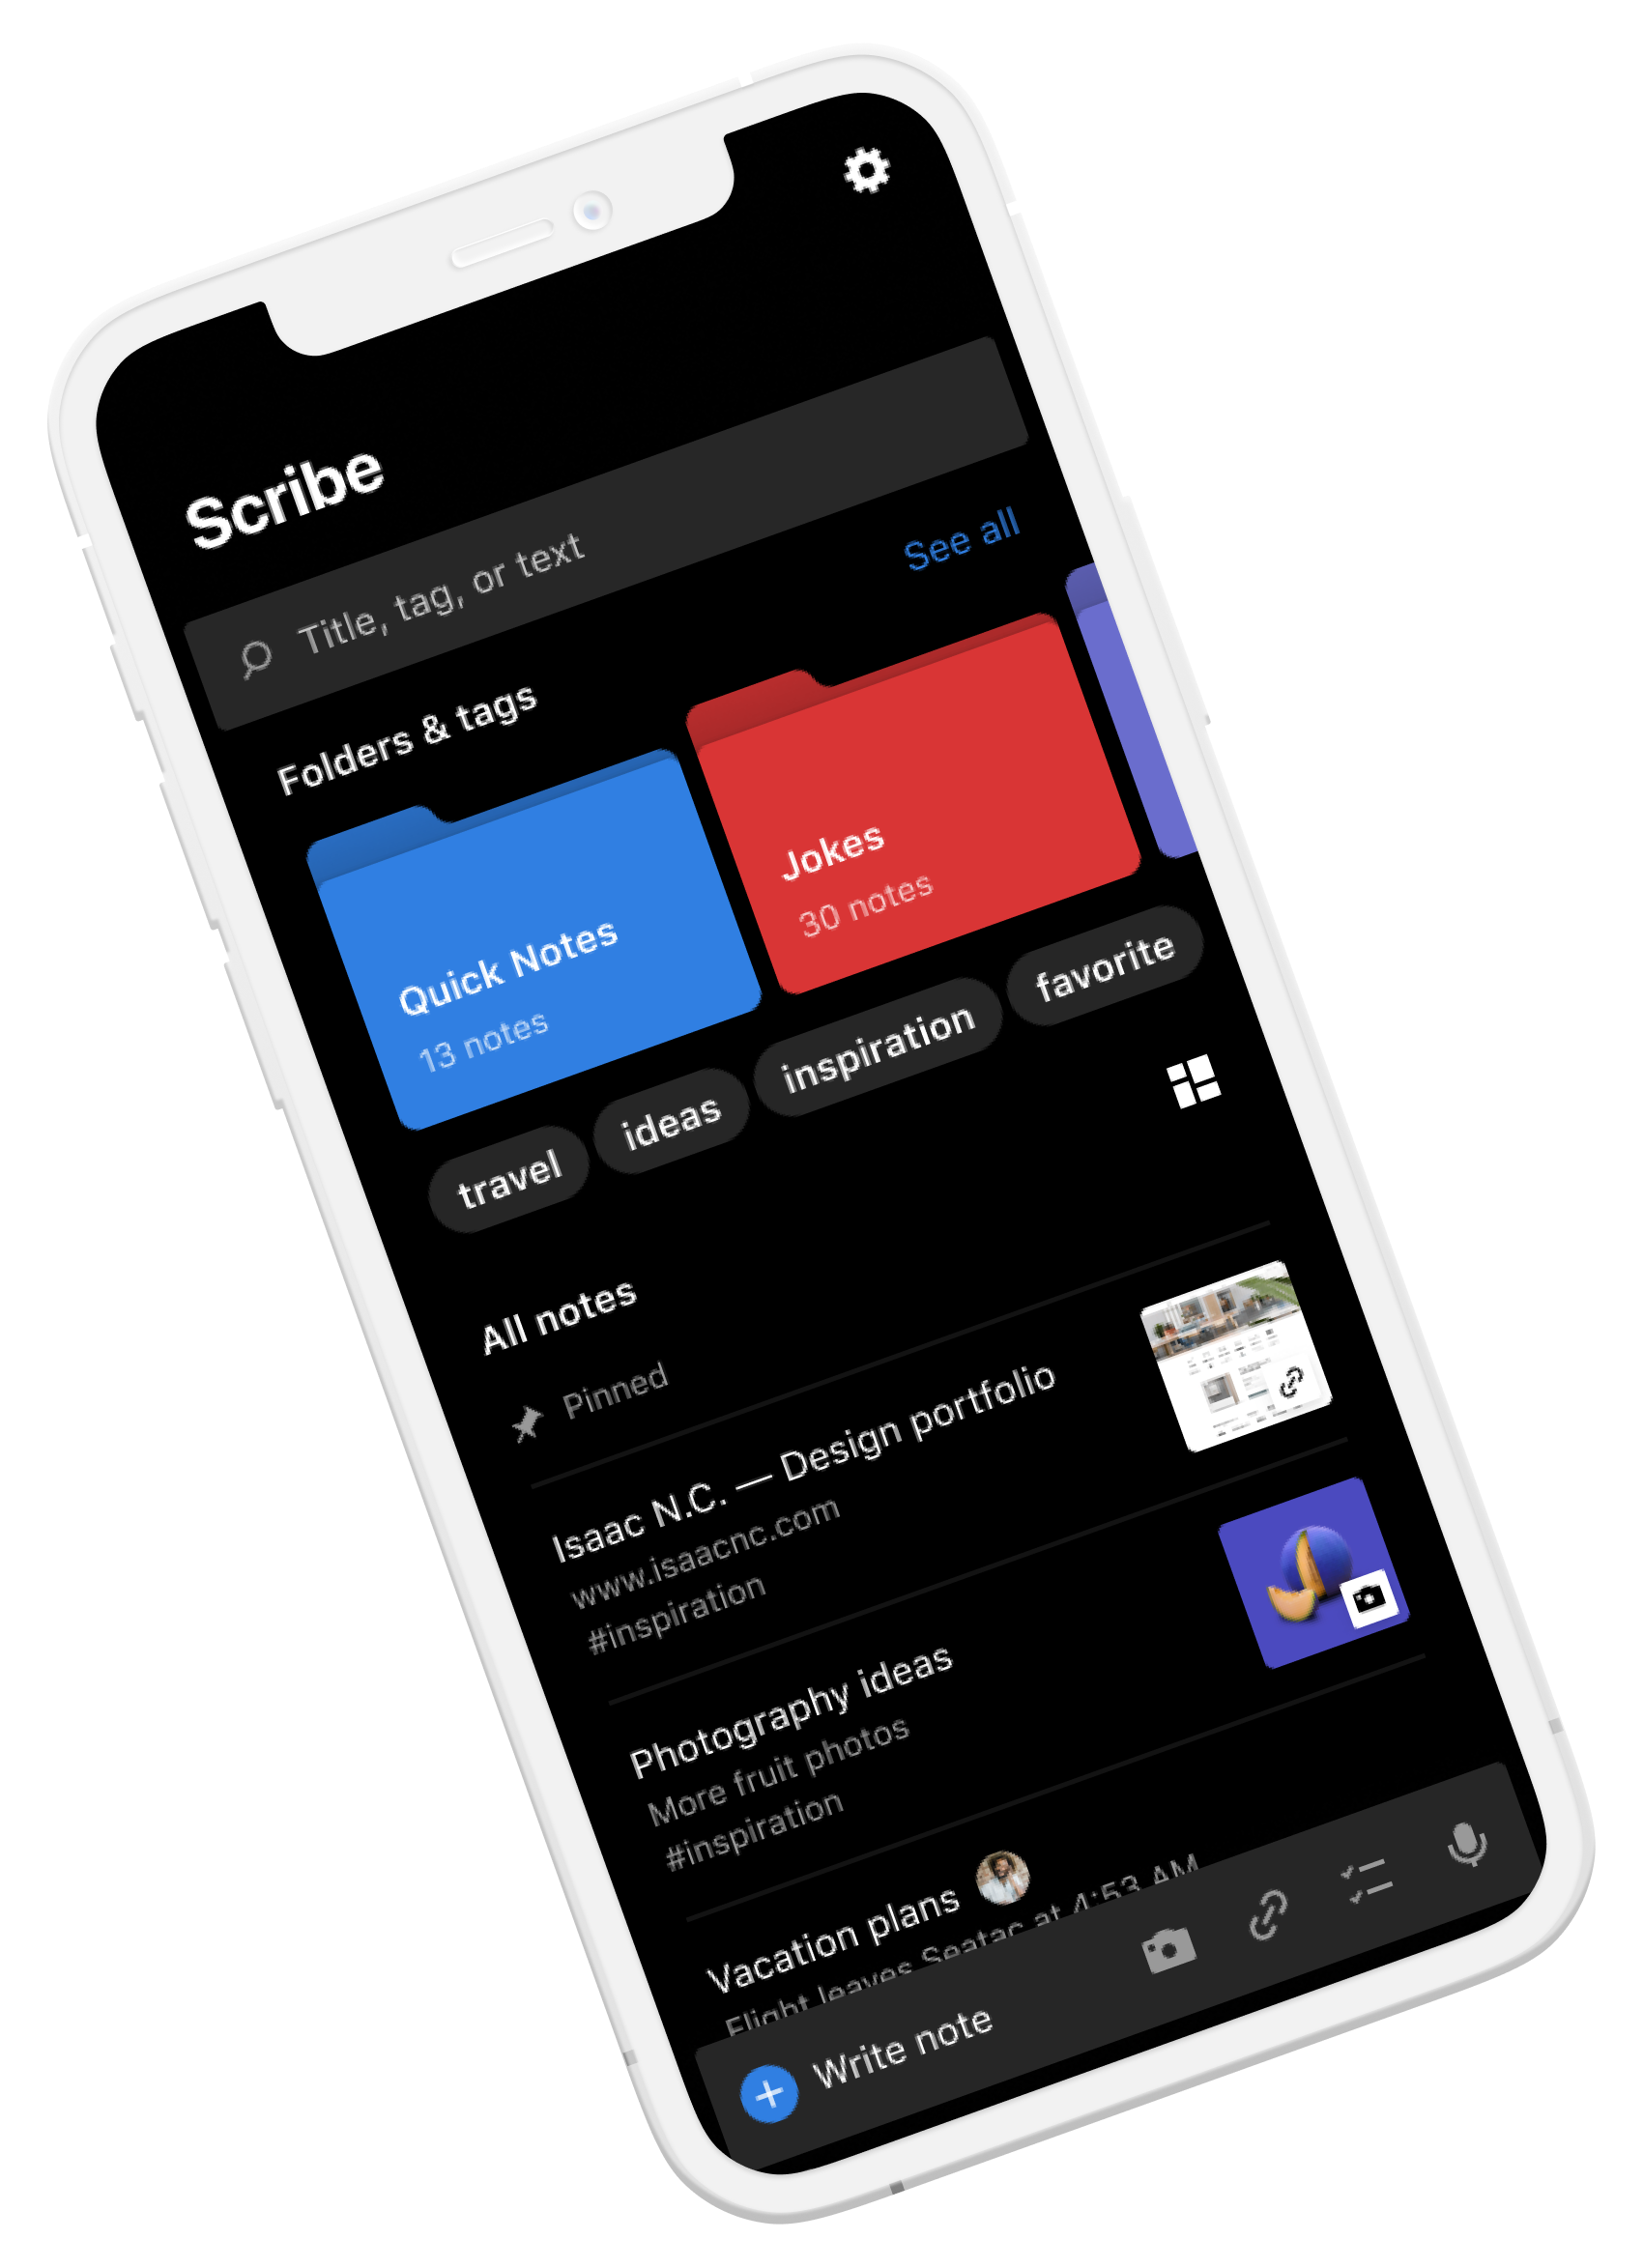 Scribe
Title, tag, or text
Folders & tags
See all
Quick Notes
13 notes
Jokes
30 notes
travel
ideas
inspiration
favorite
All notes
Pinned
Isaac N.C. — Design portfolio
www.isaacnc.com
#inspiration
Photography ideas
More fruit photos
#inspiration
Vacation plans
Flight leaves Seatac at 4:53 AM
Write note